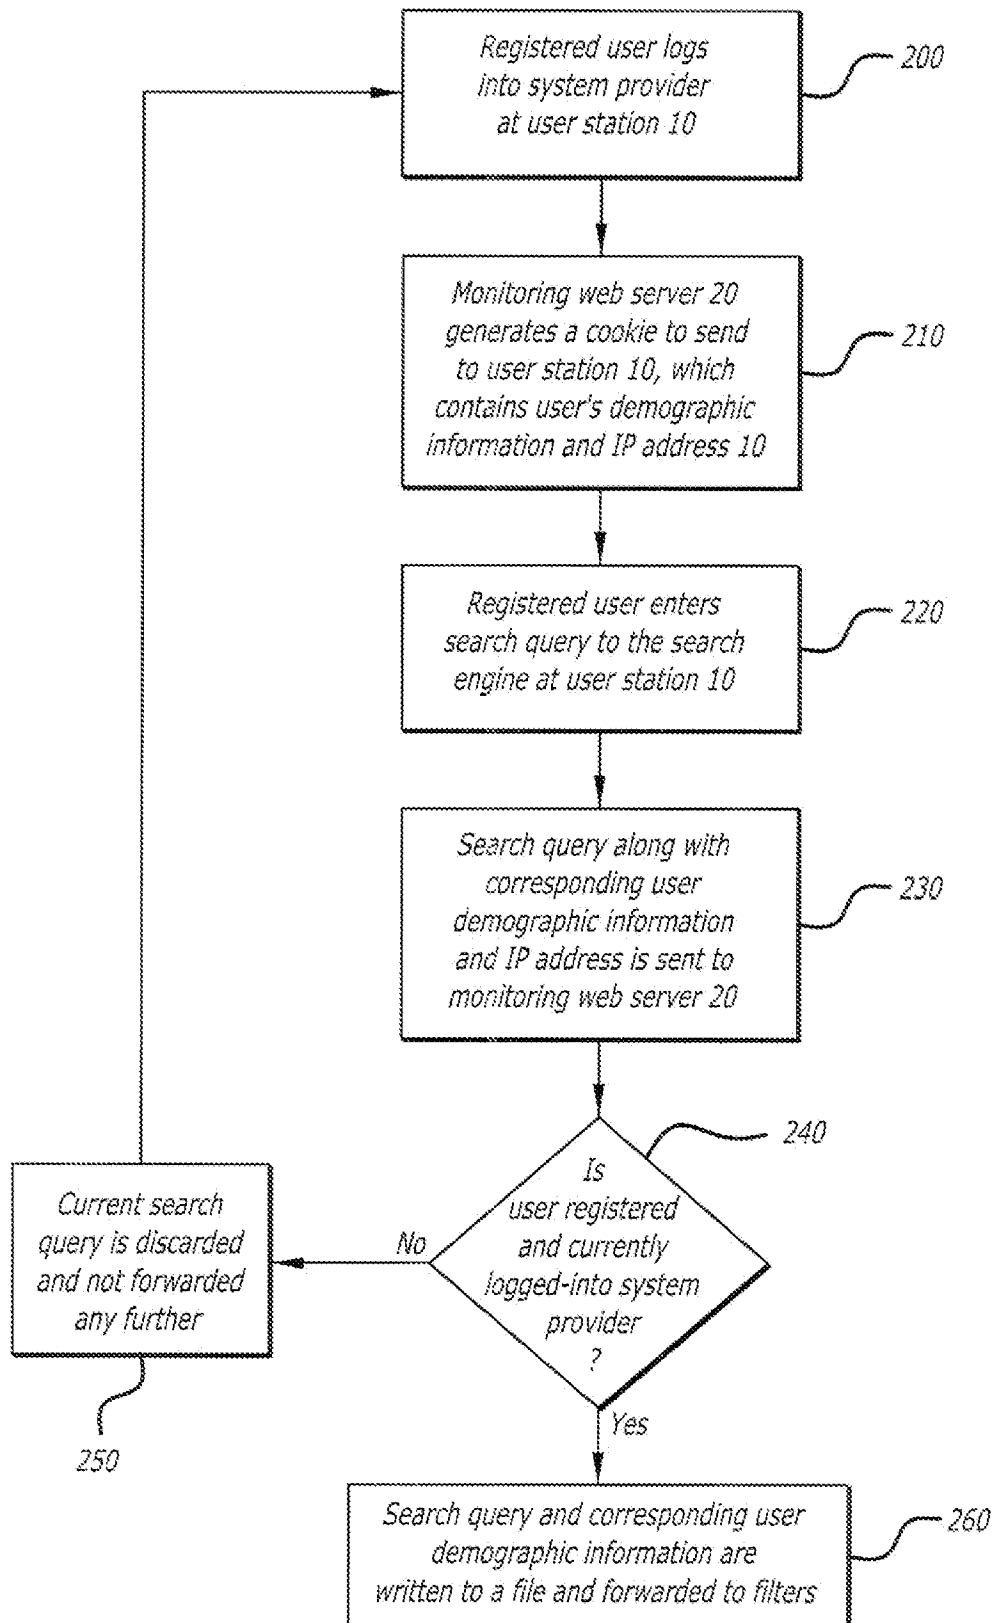 Registered user logs
into system provider
at user station 10
200
Monitoring web server 20
generates a cookie to send
to user station 10, which
contains user's demographic
information and IP address 10
210
Registered user enters
search query to the search
engine at user station 10
220
Search query along with
corresponding user
demographic information
and IP address is sent to
monitoring web server 20
230
Is
user registered
and currently
logged-into system
provider
?
240
No
Current search
query is discarded
and not forwarded
any further
250
Yes
Search query and corresponding user
demographic information are
written to a file and forwarded to filters
260